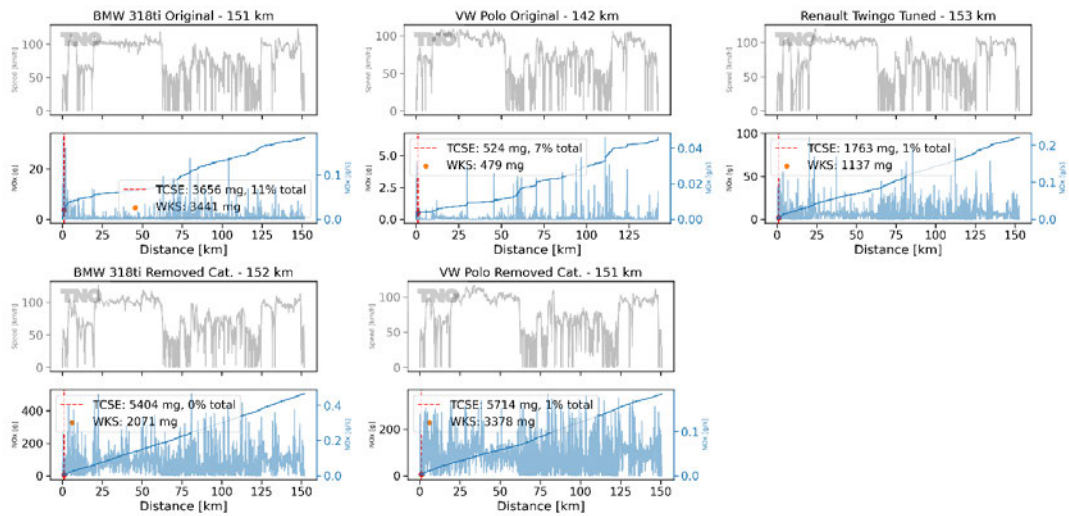 BMW 318ti Original - 151 km
TNO
Speed [km/h]
100
50
0
NOx [g]
20
0
TCSE: 3656 mg, 11% total
WKS: 3441 mg
NOx [g/s]
0.1
0.0
0 25 50 75 100 125 150
Distance [km]
VW Polo Original - 142 km
TNO
Speed [km/h]
100
50
0
NOx [g]
5.0
2.5
0.0
TCSE: 524 mg, 7% total
WKS: 479 mg
NOx [g/s]
0.04
0.02
0.00
0 25 50 75 100 125
Distance [km]
Renault Twingo Tuned - 153 km
TNO
Speed [km/h]
100
50
0
NOx [g]
100
75
50
25
0
TCSE: 1763 mg, 1% total
WKS: 1137 mg
NOx [g/s]
0.2
0.1
0.0
0 25 50 75 100 125 150
Distance [km]
BMW 318ti Removed Cat. - 152 km
TNO
Speed [km/h]
100
50
0
NOx [g]
400
200
0
TCSE: 5404 mg, 0% total
WKS: 2071 mg
NOx [g/s]
0.4
0.2
0.0
0 25 50 75 100 125 150
Distance [km]
VW Polo Removed Cat. - 151 km
TNO
Speed [km/h]
100
50
0
NOx [g]
200
0
TCSE: 5714 mg, 1% total
WKS: 3378 mg
NOx [g/s]
0.1
0.0
0 25 50 75 100 125 150
Distance [km]